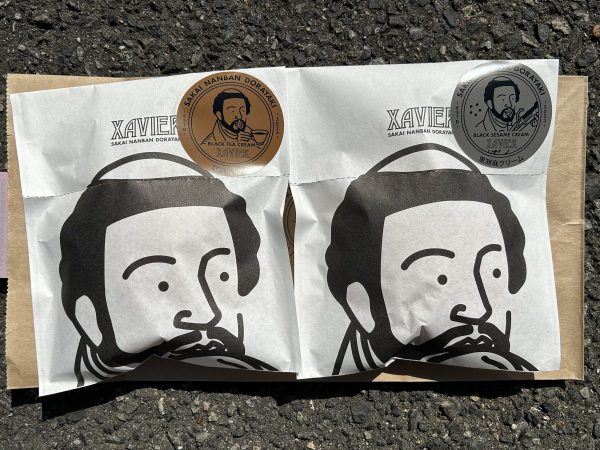 XAVIER
SAKAI NANBAN DORAYAKI
SAKAI NANBAN DORAYAKI
BLACK TEA CREAM
XAVIER
XAVIER
SAKAI NANBAN DORAYAKI
SAKAI NANBAN DORAYAKI
BLACK SESAME CREAM
XAVIER
黒胡麻クリーム